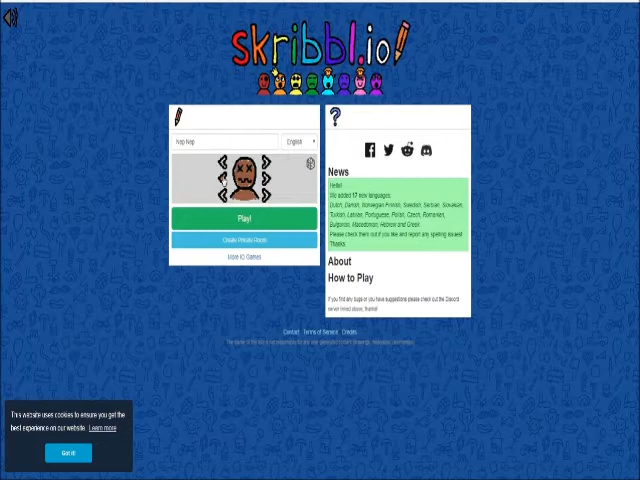 skribbl.io
Nep Nep English
Play!
Create Private Room
More IO Games
News
Hello!
We added 17 new languages:
Dutch, Danish, Norwegian Finnish, Swedish, Serbian, Slovakian,
Turkish, Latvian, Portuguese, Polish, Czech, Romanian,
Bulgarian, Macedonian, Hebrew and Greek
Please check them out if you like and report any spelling issues!
Thanks
About
How to Play
If you find any bugs or you have suggestions please check out the Discord
server linked above, thanks!
Contact Terms of Service Credits
This website uses cookies to ensure you get the
best experience on our website. Learn more
Got it!